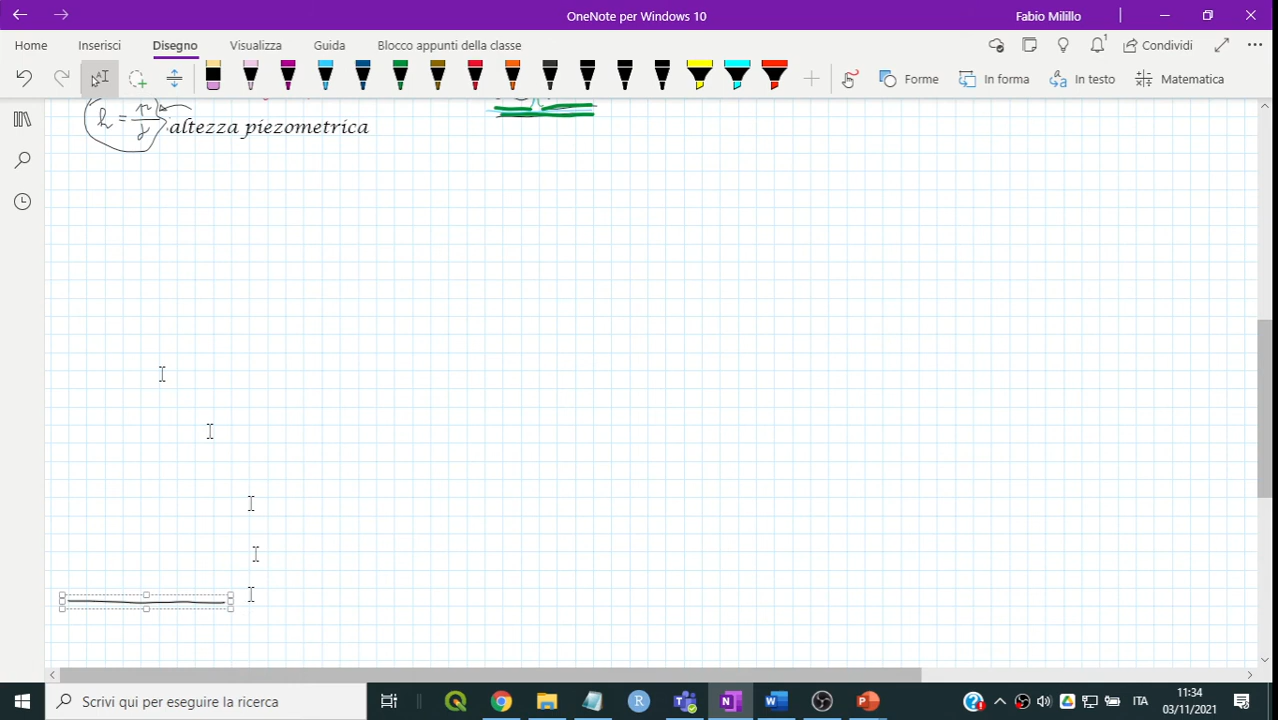 OneNote per Windows 10
Fabio Milillo
Home
Inserisci
Disegno
Visualizza
Guida
Blocco appunti della classe
1
Condividi
Forme
In forma
In testo
Matematica
h = p/γ
altezza piezometrica
Scrivi qui per eseguire la ricerca
ITA
11:34
03/11/2021